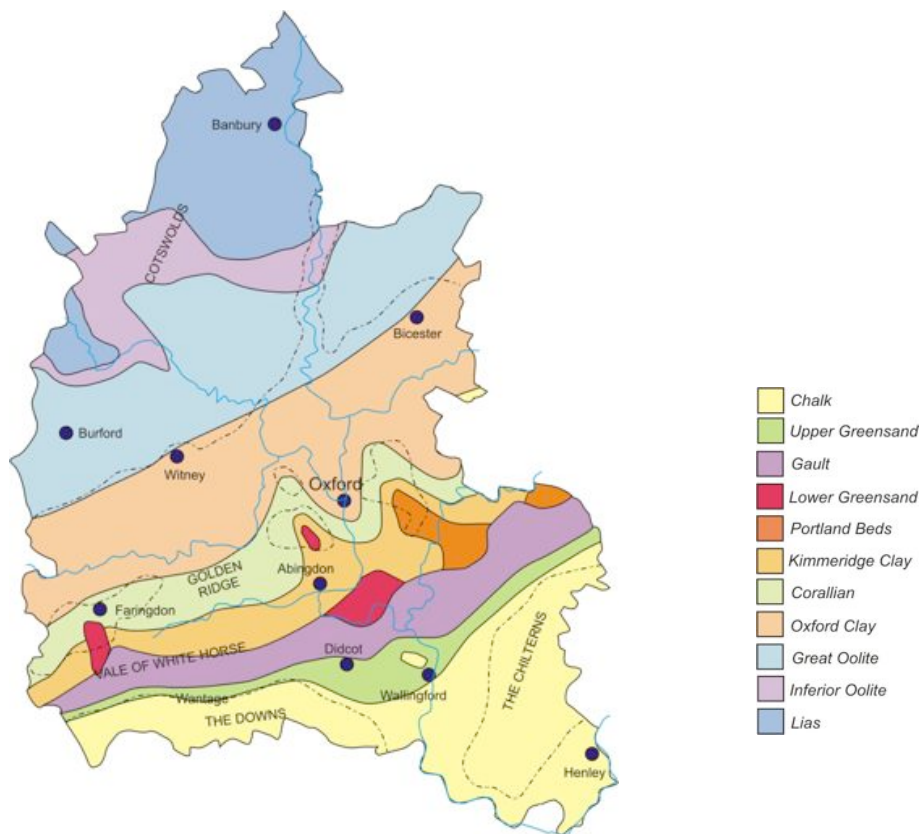 Banbury
COTSWOLDS
Bicester
Burford
Witney
Oxford
GOLDEN
RIDGE
Abingdon
Faringdon
VALE OF WHITE HORSE
Didcot
Wantage
Wallingford
THE DOWNS
THE CHILTERNS
Henley
Chalk
Upper Greensand
Gault
Lower Greensand
Portland Beds
Kimmeridge Clay
Corallian
Oxford Clay
Great Oolite
Inferior Oolite
Lias